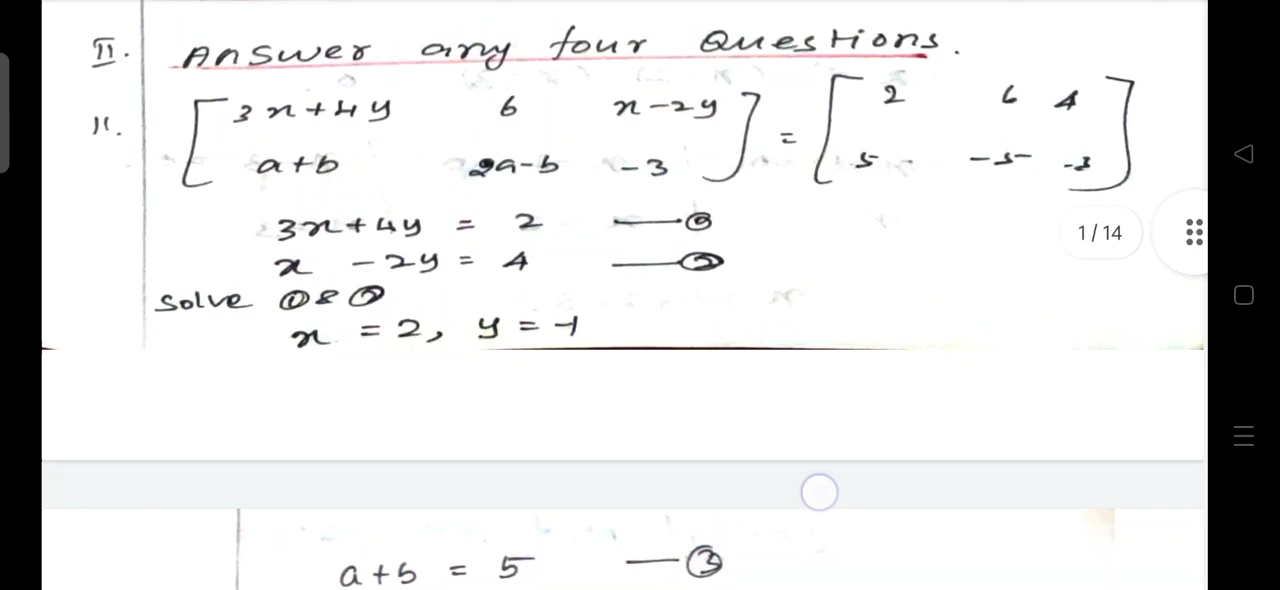 II. Answer any four Questions.
11. [ 3x+4y 6 x-2y ] = [ 2 6 4 ]
[ a+b 2a-b -3 ] [ 5 -5 -3 ]
3x+4y = 2 —①
x -2y = 4 —②
Solve ① & ②
x = 2, y = -1
1 / 14
a+b = 5 —③